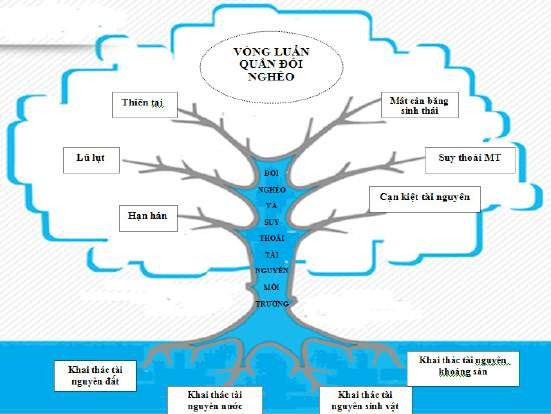 VÒNG LUẨN
QUẨN ĐÓI
NGHÈO
Thiên tai
Lũ lụt
Hạn hán
Mất cân bằng
sinh thái
Suy thoái MT
Cạn kiệt tài nguyên
ĐÓI
NGHÈO
VÀ
SUY
THOÁI
TÀI
NGUYÊN
MÔI
TRƯỜNG
Khai thác tài
nguyên đất
Khai thác tài
nguyên nước
Khai thác tài
nguyên sinh vật
Khai thác tài nguyên
khoáng sản